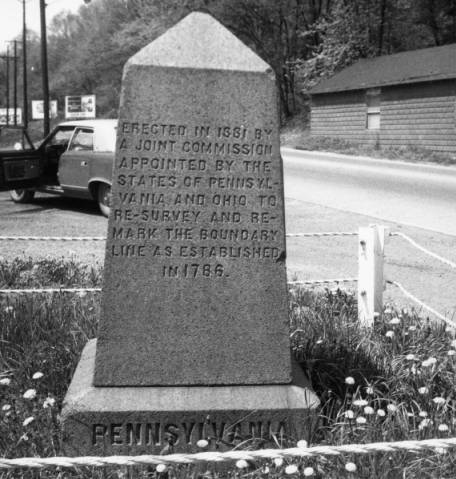 ERECTED IN 1881 BY
A JOINT COMMISSION
APPOINTED BY THE
STATES OF PENNSYL-
VANIA AND OHIO TO
RE-SURVEY AND RE-
MARK THE BOUNDARY
LINE AS ESTABLISHED
IN 1786.
PENNSYLVANIA